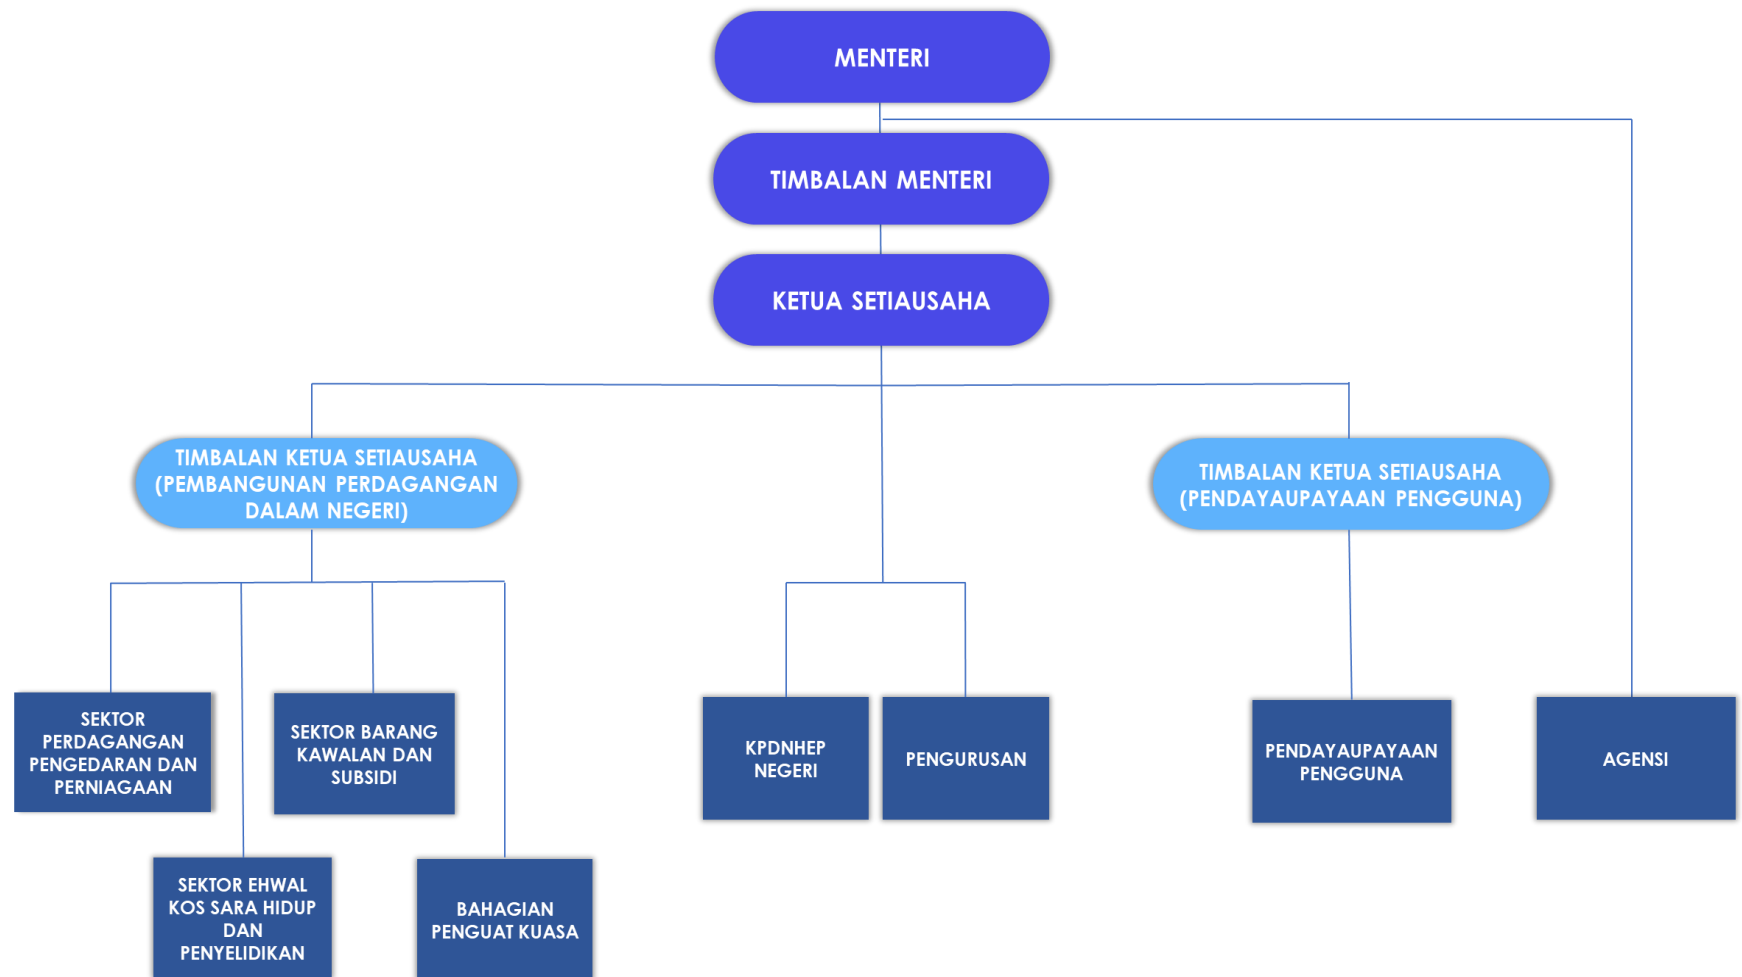 MENTERI
TIMBALAN MENTERI
KETUA SETIAUSAHA
TIMBALAN KETUA SETIAUSAHA
(PEMBANGUNAN PERDAGANGAN
DALAM NEGERI)
TIMBALAN KETUA SETIAUSAHA
(PENDAYAUPAYAAN PENGGUNA)
SEKTOR
PERDAGANGAN
PENGEDARAN DAN
PERNIAGAAN
SEKTOR BARANG
KAWALAN DAN
SUBSIDI
KPDNHEP
NEGERI
PENGURUSAN
PENDAYAUPAYAAN
PENGGUNA
AGENSI
SEKTOR EHWAL
KOS SARA HIDUP
DAN
PENYELIDIKAN
BAHAGIAN
PENGUAT KUASA